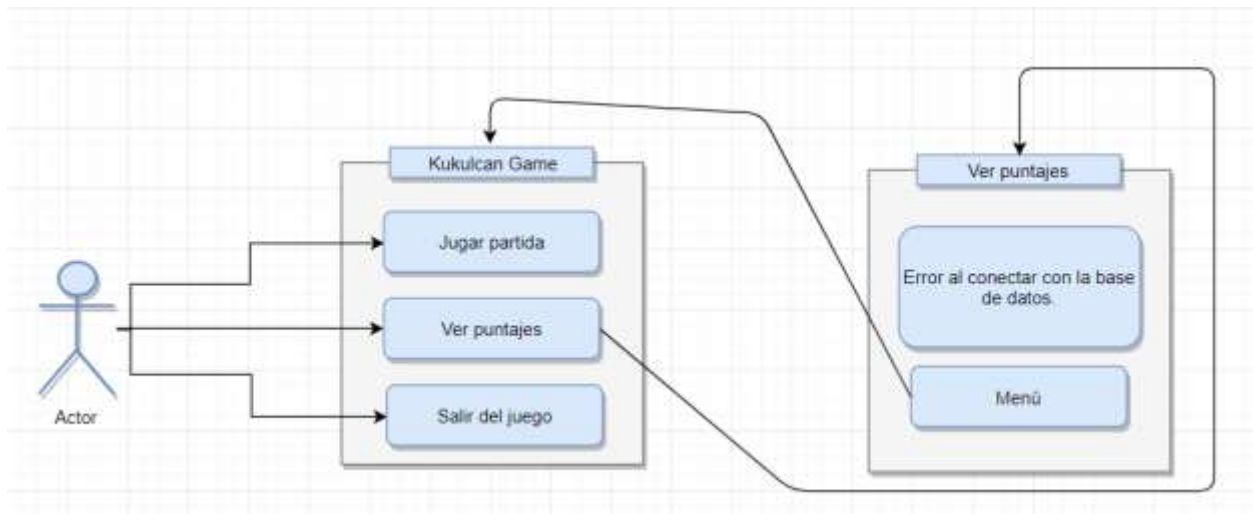 Kukulcan Game
Jugar partida
Ver puntajes
Salir del juego
Actor
Ver puntajes
Error al conectar con la base
de datos.
Menú